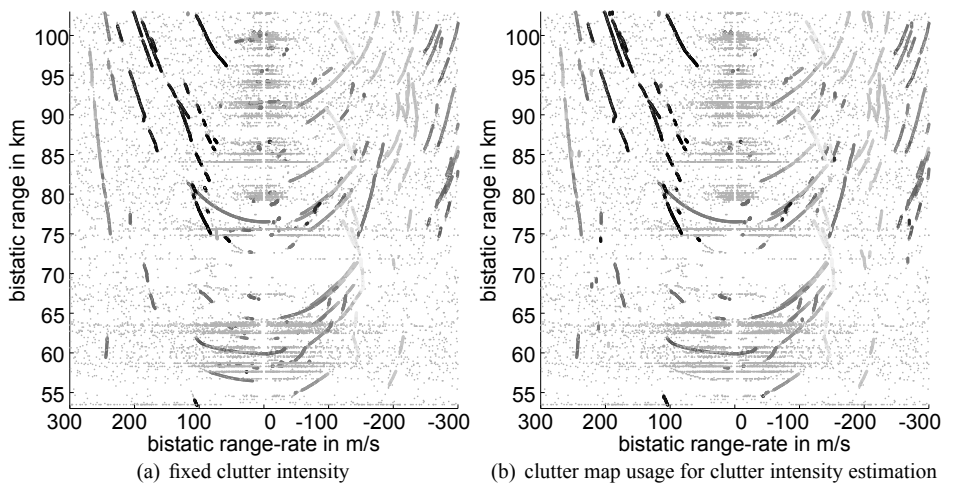 100
95
90
85
80
75
70
65
60
55
bistatic range in km
300 200 100 0 -100 -200 -300
bistatic range-rate in m/s
(a) fixed clutter intensity
100
95
90
85
80
75
70
65
60
55
bistatic range in km
300 200 100 0 -100 -200 -300
bistatic range-rate in m/s
(b) clutter map usage for clutter intensity estimation